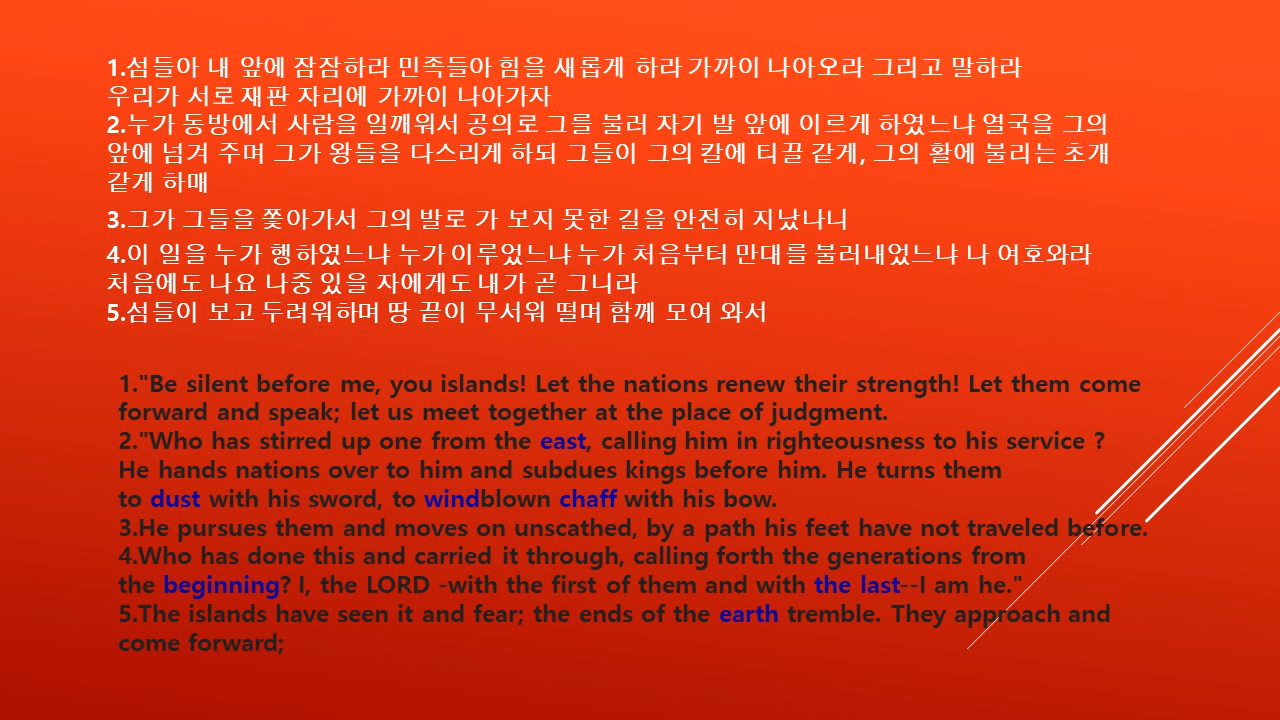 1.섬들아 내 앞에 잠잠하라 민족들아 힘을 새롭게 하라 가까이 나아오라 그리고 말하라
우리가 서로 재판 자리에 가까이 나아가자
2.누가 동방에서 사람을 일깨워서 공의로 그를 불러 자기 발 앞에 이르게 하였느냐 열국을 그의
앞에 넘겨 주며 그가 왕들을 다스리게 하되 그들이 그의 칼에 티끌 같게, 그의 활에 불리는 초개
같게 하매
3.그가 그들을 쫓아가서 그의 발로 가 보지 못한 길을 안전히 지났나니
4.이 일을 누가 행하였느냐 누가 이루었느냐 누가 처음부터 만대를 불러내었느냐 나 여호와라
처음에도 나요 나중 있을 자에게도 내가 곧 그니라
5.섬들이 보고 두려워하며 땅 끝이 무서워 떨며 함께 모여 와서
1."Be silent before me, you islands! Let the nations renew their strength! Let them come
forward and speak; let us meet together at the place of judgment.
2."Who has stirred up one from the east, calling him in righteousness to his service ?
He hands nations over to him and subdues kings before him. He turns them
to dust with his sword, to windblown chaff with his bow.
3.He pursues them and moves on unscathed, by a path his feet have not traveled before.
4.Who has done this and carried it through, calling forth the generations from
the beginning? I, the LORD -with the first of them and with the last--I am he."
5.The islands have seen it and fear; the ends of the earth tremble. They approach and
come forward;